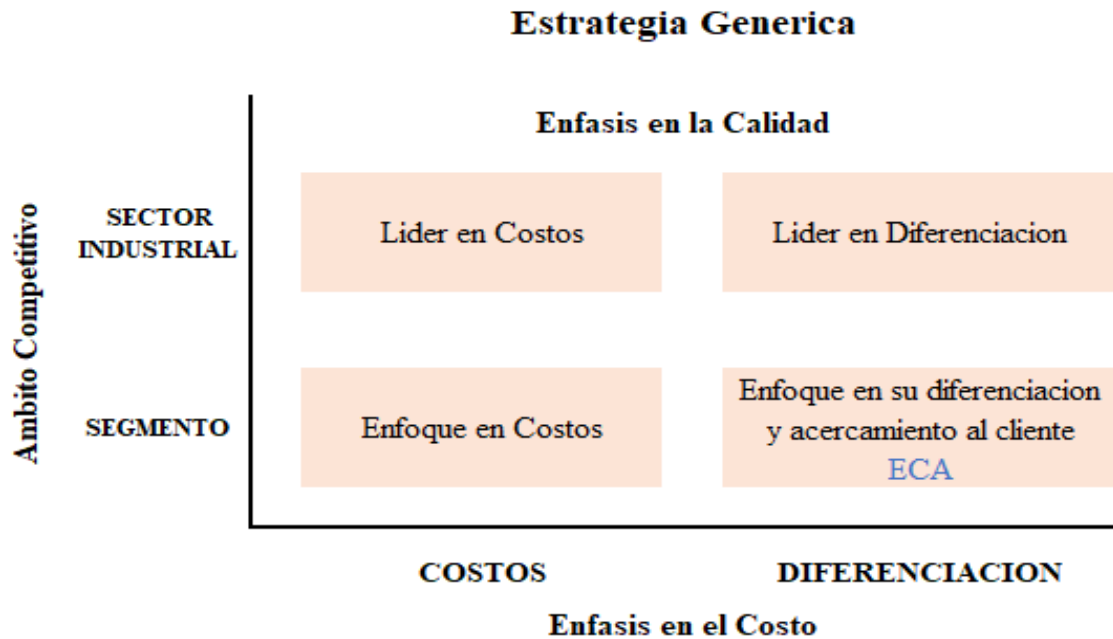 Estrategia Generica
Enfasis en la Calidad
Ambito Competitivo
SECTOR
INDUSTRIAL
Lider en Costos
Lider en Diferenciacion
SEGMENTO
Enfoque en Costos
Enfoque en su diferenciacion
y acercamiento al cliente
ECA
COSTOS
DIFERENCIACION
Enfasis en el Costo